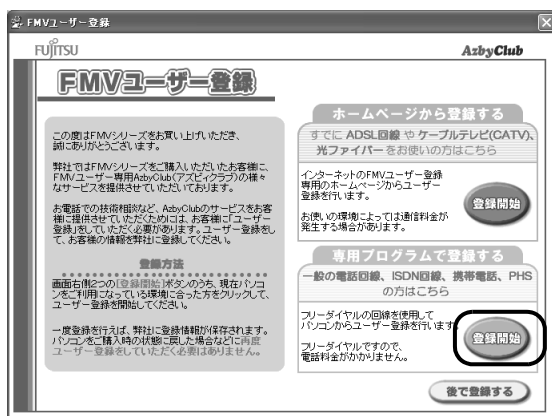 FMVユーザー登録
FUJITSU
AzbyClub
FMVユーザー登録
この度はFMVシリーズをお買い上げいただき、
誠にありがとうございます。
弊社ではFMVシリーズをご購入いただいたお客様に、
FMVユーザー専用AzbyClub(アズビィクラブ)の様々
なサービスを提供させていただいております。
お電話での技術相談など、AzbyClubのサービスをお客
様に提供させていただくためには、お客様に「ユーザー
登録」をしていただく必要があります。ユーザー登録をし
て、お客様の情報を弊社に登録してください。
登録方法
画面右側2つの[登録開始]ボタンのうち、現在パソコ
ンをご利用になっている環境に合った方をクリックして、
ユーザー登録を開始してください。
一度登録を行えば、弊社に登録情報が保存されます。
パソコンをご購入時の状態に戻した場合などに再度
ユーザー登録をしていただく必要はありません。
ホームページから登録する
すでに ADSL回線 や ケーブルテレビ(CATV)、
光ファイバー をお使いの方はこちら
インターネットのFMVユーザー登録
専用のホームページからユーザー
登録を行います。
お使いの環境によっては通信料金が
発生する場合があります。
登録開始
専用プログラムで登録する
一般の電話回線、ISDN回線、携帯電話、PHS
の方はこちら
フリーダイヤルの回線を使用して
パソコンからユーザー登録を行います。
フリーダイヤルですので、
電話料金がかかりません。
登録開始
後で登録する